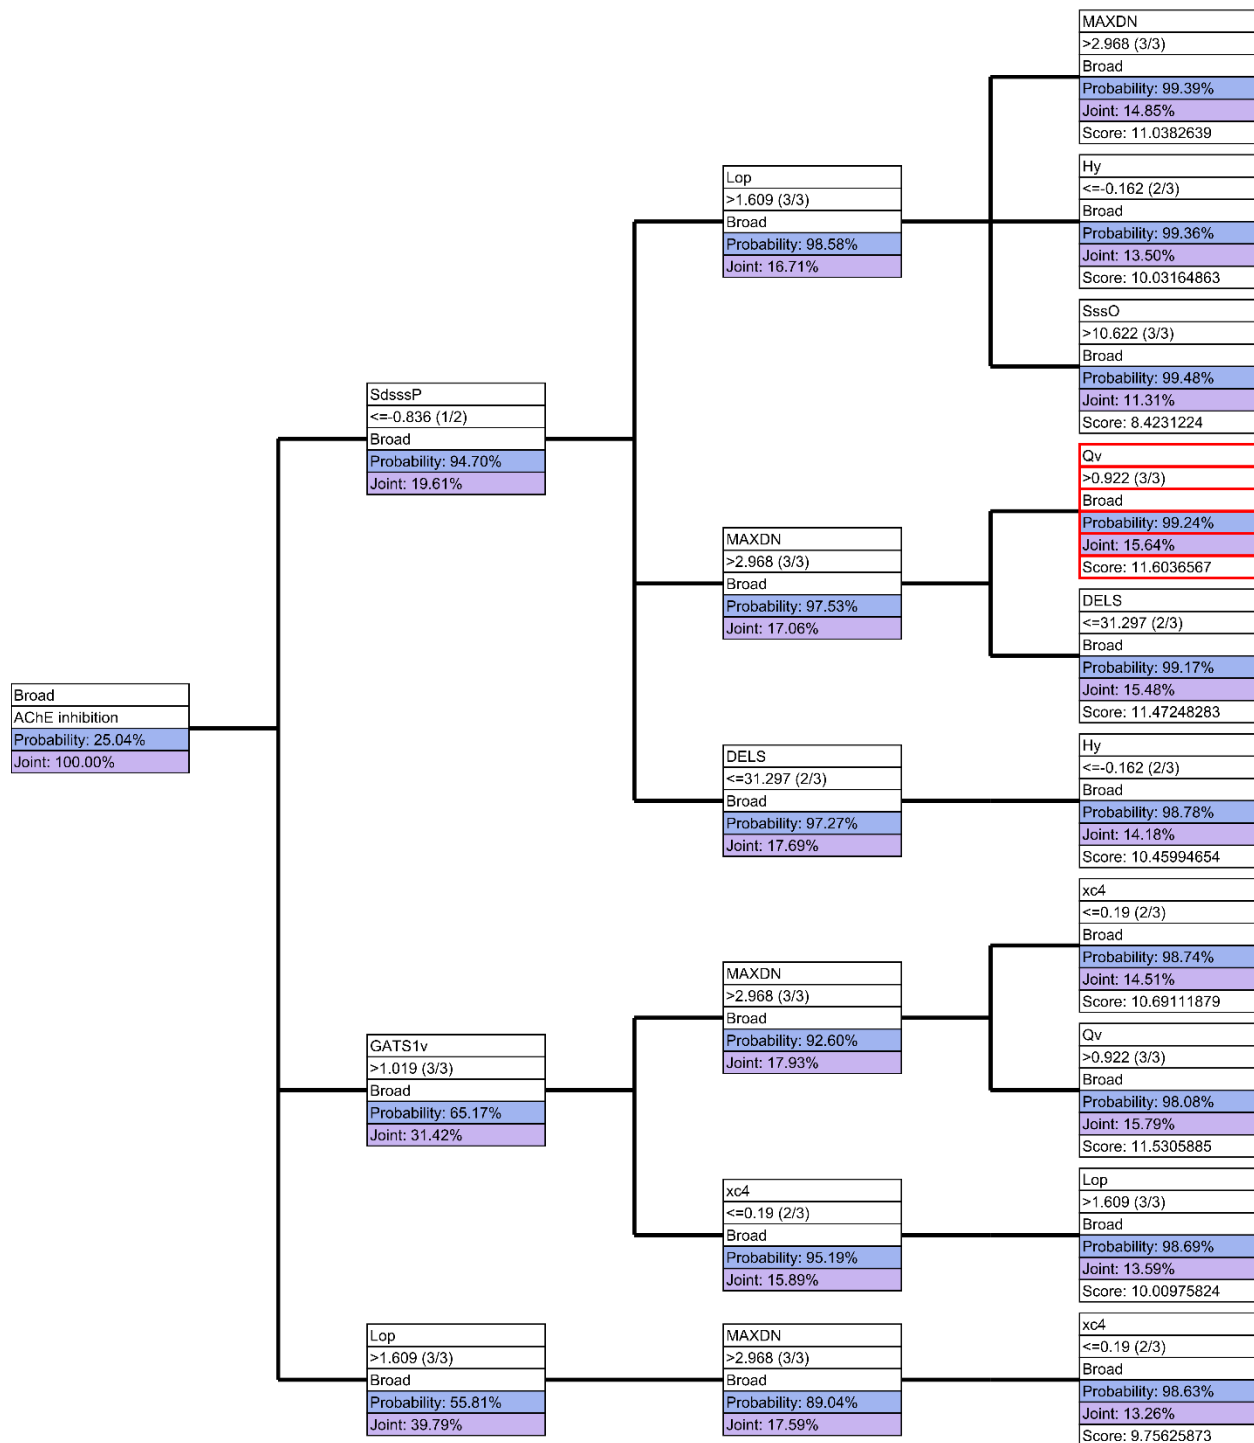 Broad
AChE inhibition
Probability: 25.04%
Joint: 100.00%
SdsssP
<=-0.836 (1/2)
Broad
Probability: 94.70%
Joint: 19.61%
GATS1v
>1.019 (3/3)
Broad
Probability: 65.17%
Joint: 31.42%
Lop
>1.609 (3/3)
Broad
Probability: 55.81%
Joint: 39.79%
Lop
>1.609 (3/3)
Broad
Probability: 98.58%
Joint: 16.71%
MAXDN
>2.968 (3/3)
Broad
Probability: 97.53%
Joint: 17.06%
DELS
<=31.297 (2/3)
Broad
Probability: 97.27%
Joint: 17.69%
MAXDN
>2.968 (3/3)
Broad
Probability: 92.60%
Joint: 17.93%
xc4
<=0.19 (2/3)
Broad
Probability: 95.19%
Joint: 15.89%
MAXDN
>2.968 (3/3)
Broad
Probability: 89.04%
Joint: 17.59%
MAXDN
>2.968 (3/3)
Broad
Probability: 99.39%
Joint: 14.85%
Score: 11.0382639
Hy
<=-0.162 (2/3)
Broad
Probability: 99.36%
Joint: 13.50%
Score: 10.03164863
SssO
>10.622 (3/3)
Broad
Probability: 99.48%
Joint: 11.31%
Score: 8.4231224
Qv
>0.922 (3/3)
Broad
Probability: 99.24%
Joint: 15.64%
Score: 11.6036567
DELS
<=31.297 (2/3)
Broad
Probability: 99.17%
Joint: 15.48%
Score: 11.47248283
Hy
<=-0.162 (2/3)
Broad
Probability: 98.78%
Joint: 14.18%
Score: 10.45994654
xc4
<=0.19 (2/3)
Broad
Probability: 98.74%
Joint: 14.51%
Score: 10.69111879
Qv
>0.922 (3/3)
Broad
Probability: 98.08%
Joint: 15.79%
Score: 11.5305885
Lop
>1.609 (3/3)
Broad
Probability: 98.69%
Joint: 13.59%
Score: 10.00975824
xc4
<=0.19 (2/3)
Broad
Probability: 98.63%
Joint: 13.26%
Score: 9.75625873